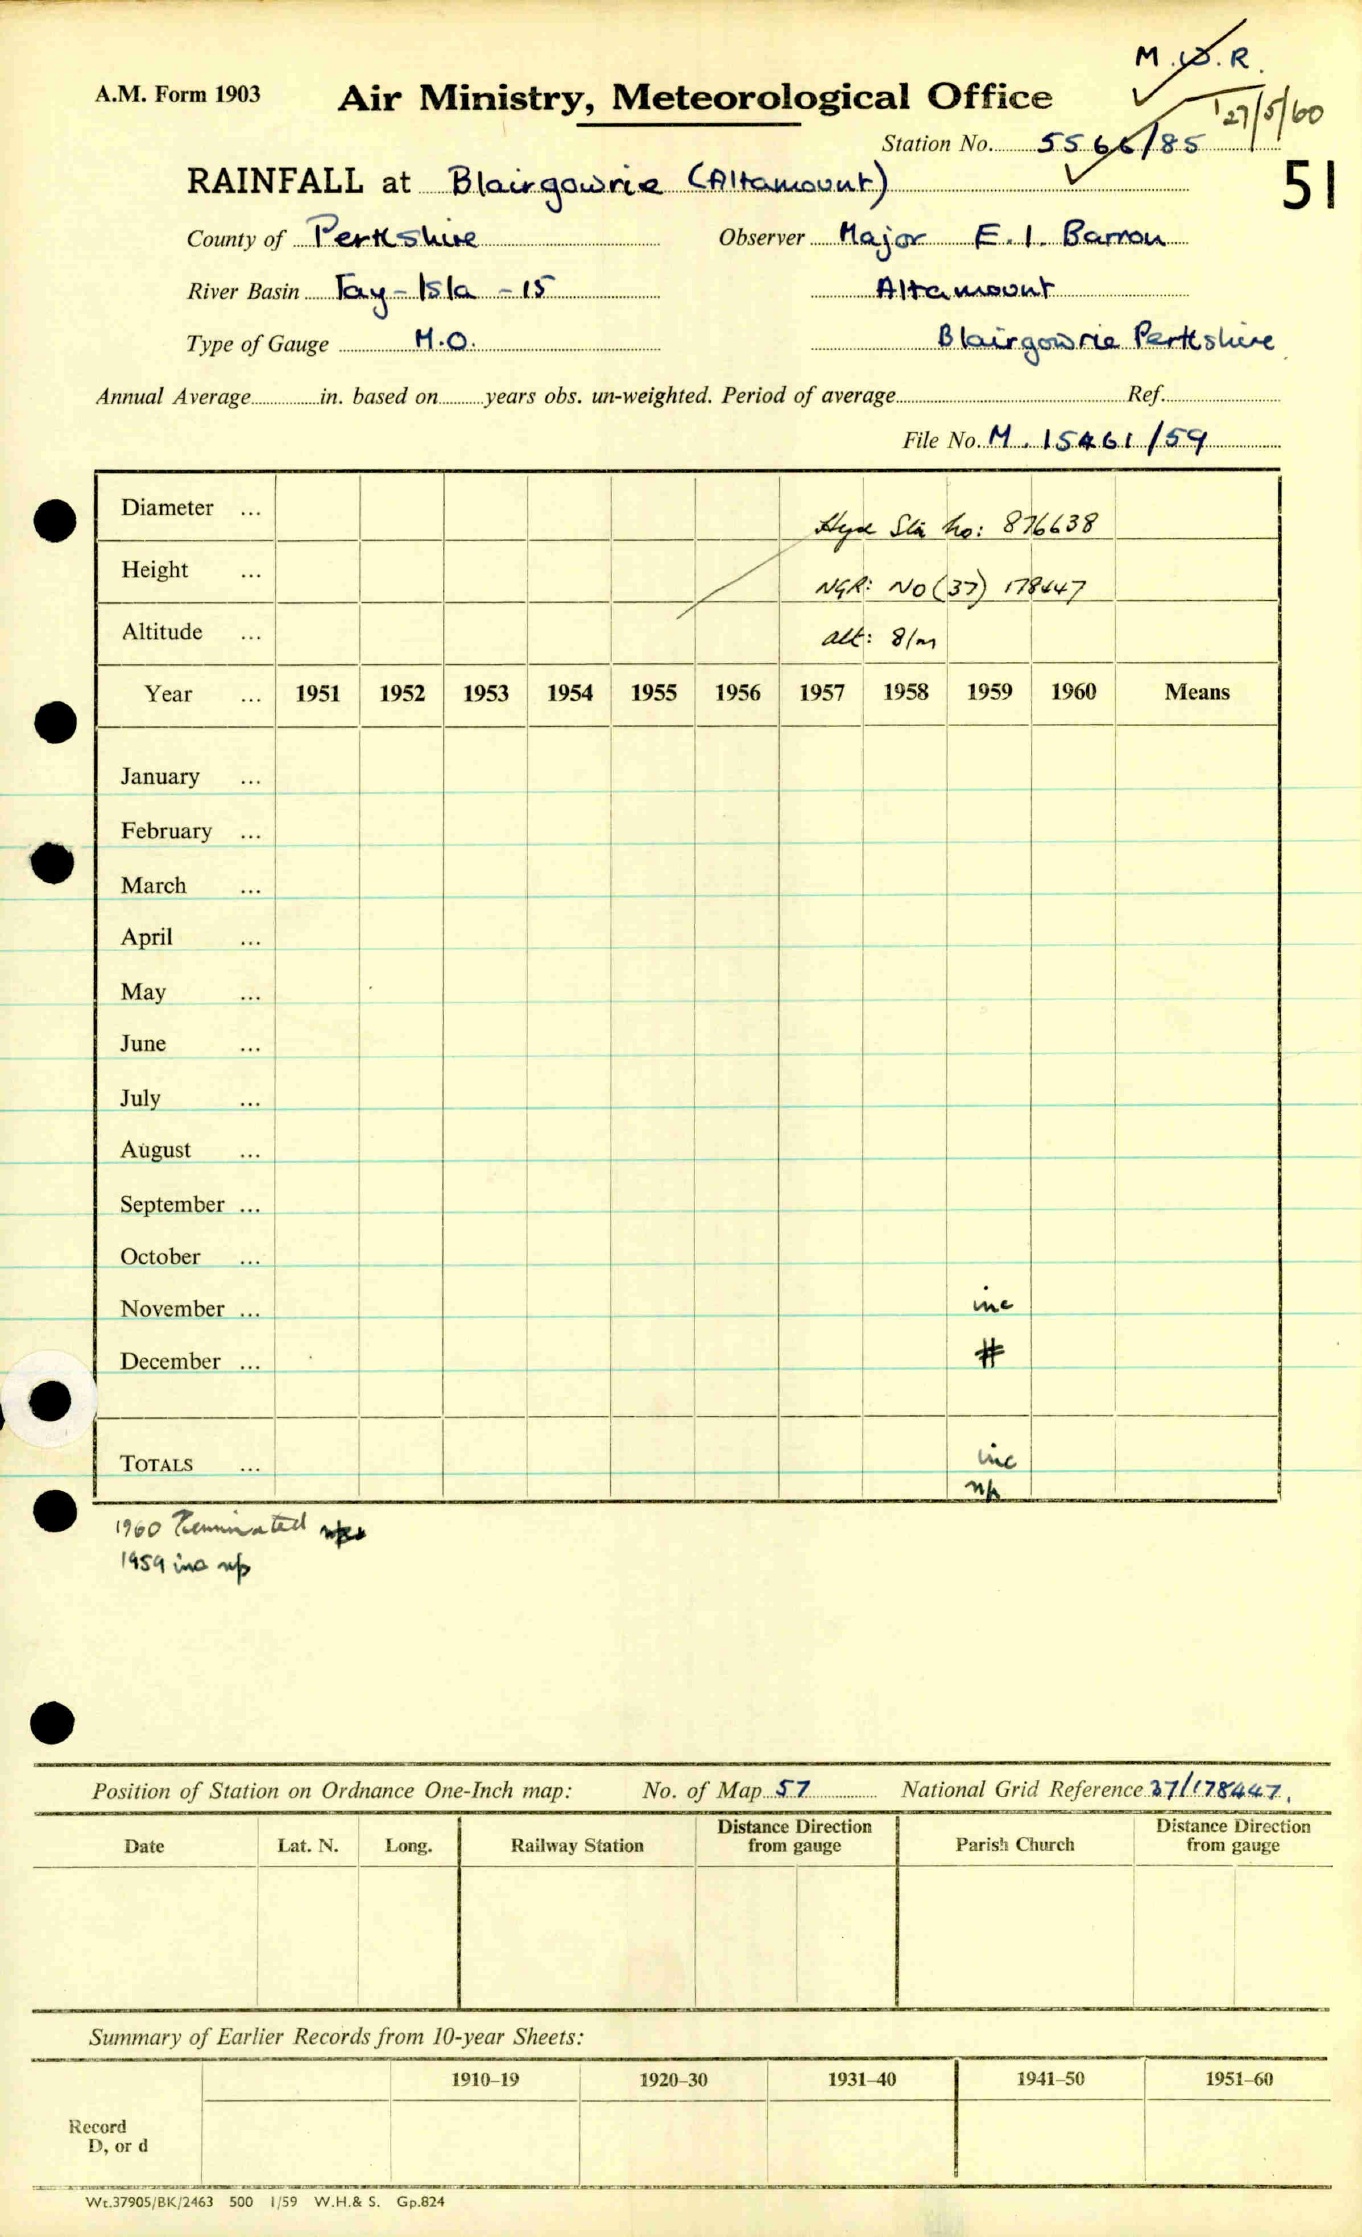 M.W.R.
A.M. Form 1903
Air Ministry, Meteorological Office
27/5/60
Station No. 5566/85
51
RAINFALL at Blairgowrie (Altamount)
County of Perthshire Observer Major E. I. Barron
River Basin Tay - Isla - 15 Altamount
Type of Gauge M.O. Blairgowrie Perthshire
Annual Average in. based on years obs. un-weighted. Period of average Ref.
File No. M. 15461/59
Diameter ...
Stn No: 876638
Height ...
NGR: NO (37) 178447
Altitude ... alt: 81m
Year ... 1951 1952 1953 1954 1955 1956 1957 1958 1959 1960 Means
January ...
February ...
March ...
April ...
May ...
June ...
July ...
August ...
September ...
October ...
November ... inc
December ... #
TOTALS ... inc
np
1960 Terminated
1959 inc np
Position of Station on Ordnance One-Inch map: No. of Map 57 National Grid Reference 37/178447.
Date Lat. N. Long. Railway Station Distance Direction from gauge Parish Church Distance Direction from gauge
Summary of Earlier Records from 10-year Sheets:
1910–19 1920–30 1931–40 1941–50 1951–60
Record
D, or d
Wt.37905/BK/2463 500 1/59 W.H.& S. Gp.824